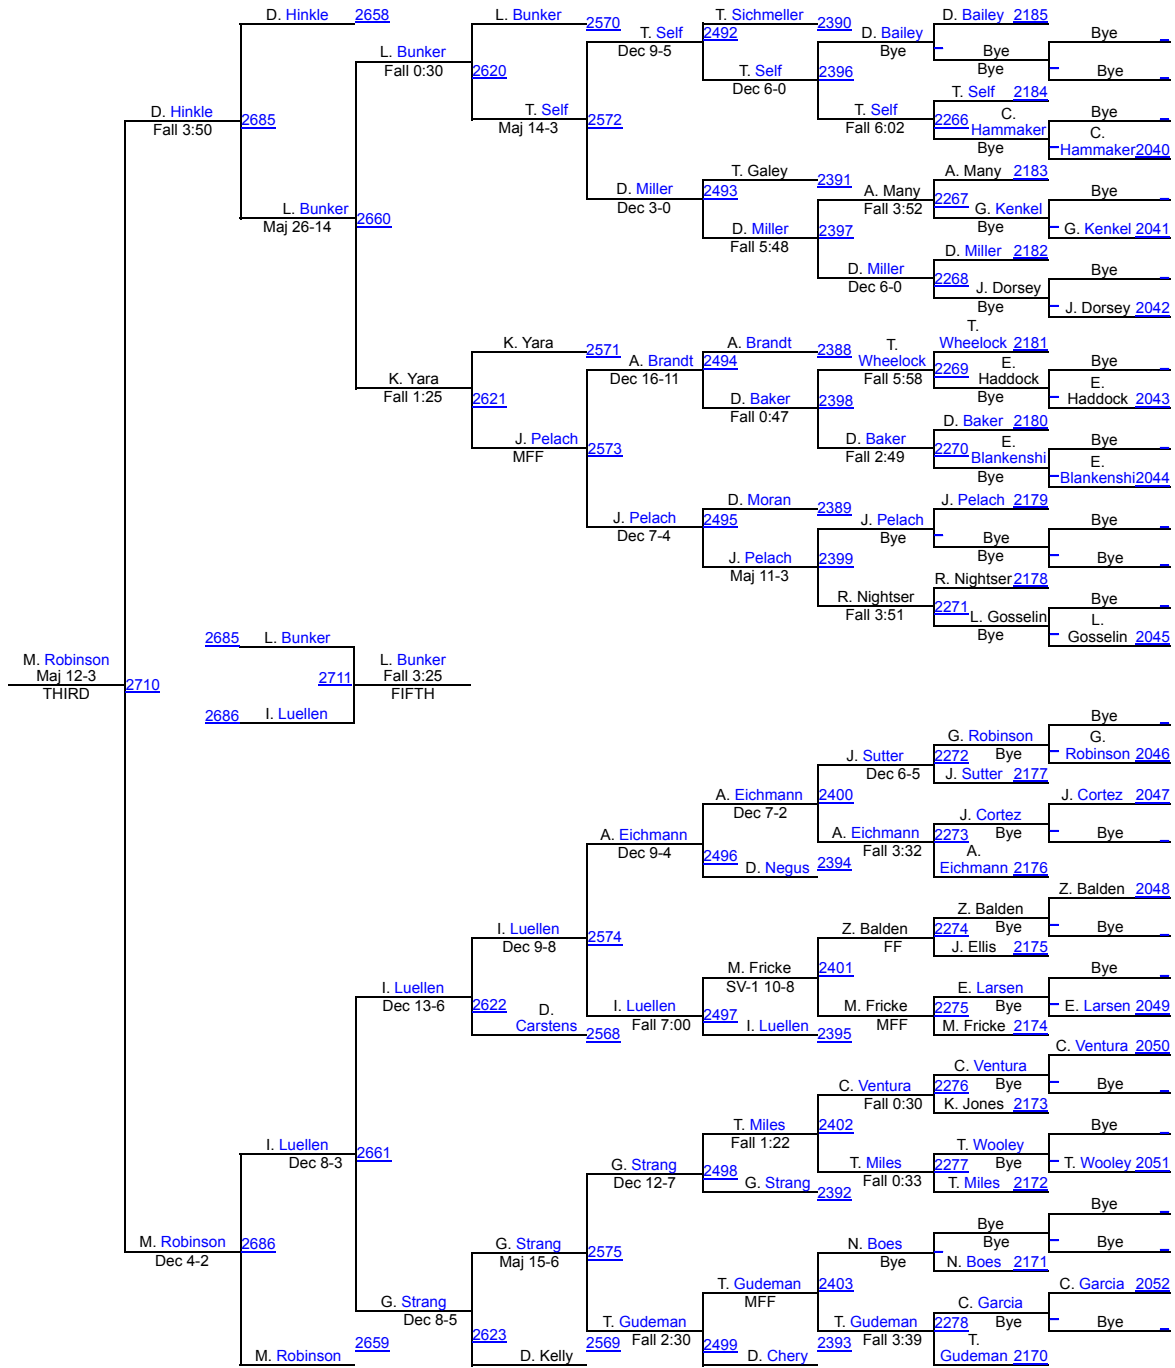 D. Hinkle 2658
L. Bunker 2570
T. Sichmeller 2390
D. Bailey 2185
T. Self 2492
D. Bailey
Bye
Dec 9-5
Bye
Bye
L. Bunker
Bye
Fall 0:30
2620
T. Self 2396
Bye
Bye
Dec 6-0
T. Self 2184
D. Hinkle 2685
T. Self 2572
T. Self 2266
C. Hammaker
Bye
Fall 3:50
Maj 14-3
Fall 6:02
Bye
C. Hammaker 2040
T. Galey 2391
A. Many 2183
D. Miller 2493
A. Many 2267
Bye
Dec 3-0
Fall 3:52
G. Kenkel
L. Bunker 2660
D. Miller 2397
Bye
G. Kenkel 2041
Maj 26-14
Fall 5:48
D. Miller 2182
D. Miller 2268
Bye
Dec 6-0
J. Dorsey
Bye
J. Dorsey 2042
K. Yara 2571
A. Brandt 2388
T. Wheelock 2181
A. Brandt 2494
T. Wheelock
Bye
Dec 16-11
Fall 5:58
2269
E. Haddock
K. Yara
Bye
E. Haddock 2043
Fall 1:25
2621
D. Baker 2398
Fall 0:47
D. Baker 2180
J. Pelach 2573
D. Baker 2270
E. Blankenshi
Bye
MFF
Fall 2:49
Bye
E. Blankenshi 2044
D. Moran 2389
J. Pelach 2179
J. Pelach 2495
J. Pelach
Bye
Dec 7-4
Bye
Bye
J. Pelach 2399
Bye
Bye
Maj 11-3
R. Nightser 2178
R. Nightser 2271
Bye
Fall 3:51
L. Gosselin
Bye
L. Gosselin 2045
2685 L. Bunker
M. Robinson
L. Bunker
Maj 12-3
2710
2711
Fall 3:25
THIRD
FIFTH
2686 I. Luellen
Bye
G. Robinson
G. Robinson 2046
J. Sutter 2272
Bye
Dec 6-5
J. Sutter 2177
A. Eichmann 2400
J. Cortez 2047
Dec 7-2
J. Cortez
A. Eichmann
A. Eichmann 2273
Bye
Bye
Dec 9-4
2496
Fall 3:32
A. Eichmann 2176
D. Negus 2394
Z. Balden 2048
Z. Balden
I. Luellen 2574
Z. Balden 2274
Bye
Bye
Dec 9-8
FF
J. Ellis 2175
M. Fricke 2401
Bye
I. Luellen
SV-1 10-8
E. Larsen
Dec 13-6
2622
D. Carstens 2568
I. Luellen 2497
M. Fricke 2275
Bye
E. Larsen 2049
Fall 7:00
I. Luellen 2395
MFF
M. Fricke 2174
C. Ventura 2050
C. Ventura
C. Ventura 2276
Bye
Bye
Fall 0:30
K. Jones 2173
T. Miles 2402
Bye
I. Luellen 2661
Fall 1:22
T. Wooley
Dec 8-3
G. Strang 2498
T. Miles 2277
Bye
T. Wooley 2051
Dec 12-7
G. Strang 2392
Fall 0:33
T. Miles 2172
Bye
Bye
M. Robinson 2686
G. Strang 2575
N. Boes
Bye
Bye
Dec 4-2
Maj 15-6
Bye
N. Boes 2171
T. Gudeman 2403
C. Garcia 2052
G. Strang
MFF
C. Garcia
Dec 8-5
2623
T. Gudeman 2499
T. Gudeman 2278
Bye
Bye
Fall 2:30
Fall 3:39
T. Gudeman 2170
M. Robinson 2659
D. Kelly 2569
D. Chery 2393